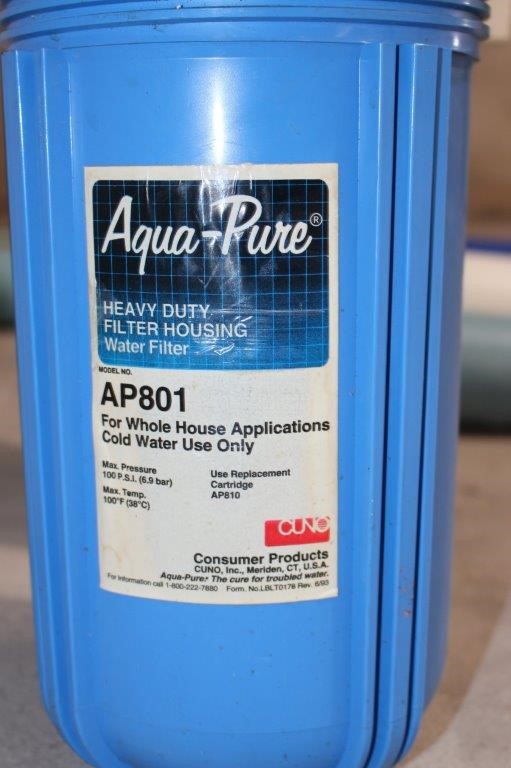 Aqua-Pure®
HEAVY DUTY
FILTER HOUSING
Water Filter
MODEL NO.
AP801
For Whole House Applications
Cold Water Use Only
Max. Pressure
100 P.S.I. (6.9 bar)
Max. Temp.
100°F (38°C)
Use Replacement
Cartridge
AP810
CUNO
Consumer Products
CUNO, Inc., Meriden, CT, U.S.A.
Aqua-Pure: The cure for troubled water.
For information call 1-800-222-7880 Form. No.LBLT0178 Rev. 6/93